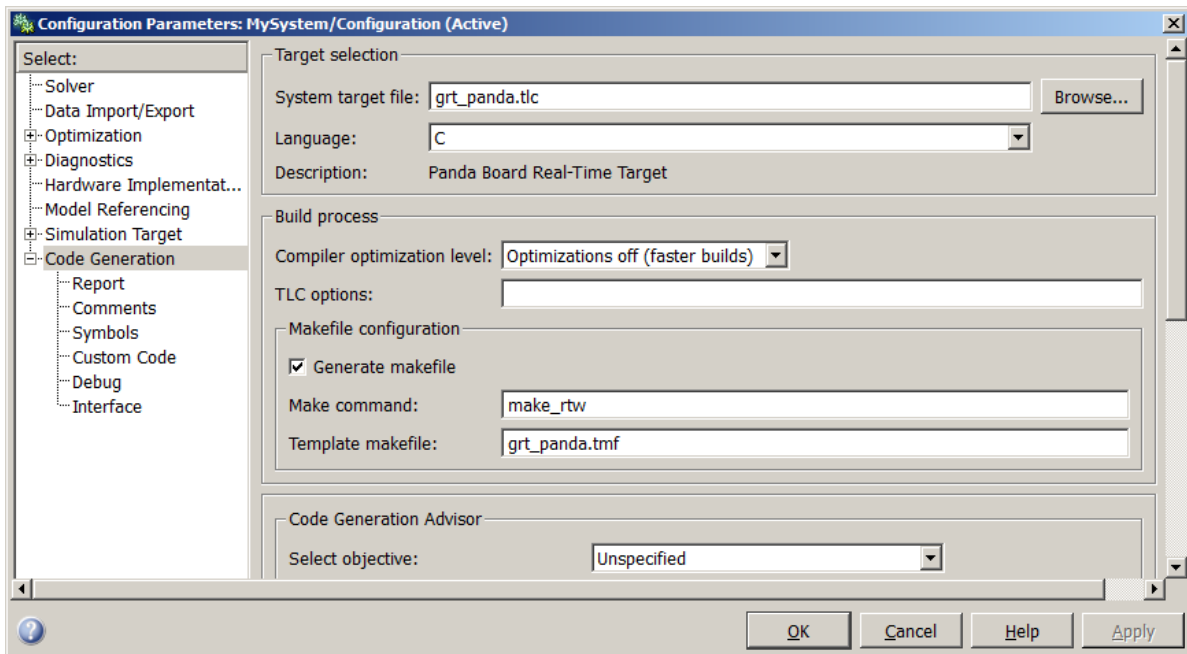 Configuration Parameters: MySystem/Configuration (Active)
Select:
Solver
Data Import/Export
Optimization
Diagnostics
Hardware Implementat...
Model Referencing
Simulation Target
Code Generation
Report
Comments
Symbols
Custom Code
Debug
Interface
Target selection
System target file: grt_panda.tlc Browse...
Language: C
Description: Panda Board Real-Time Target
Build process
Compiler optimization level: Optimizations off (faster builds)
TLC options:
Makefile configuration
Generate makefile
Make command: make_rtw
Template makefile: grt_panda.tmf
Code Generation Advisor
Select objective: Unspecified
OK Cancel Help Apply